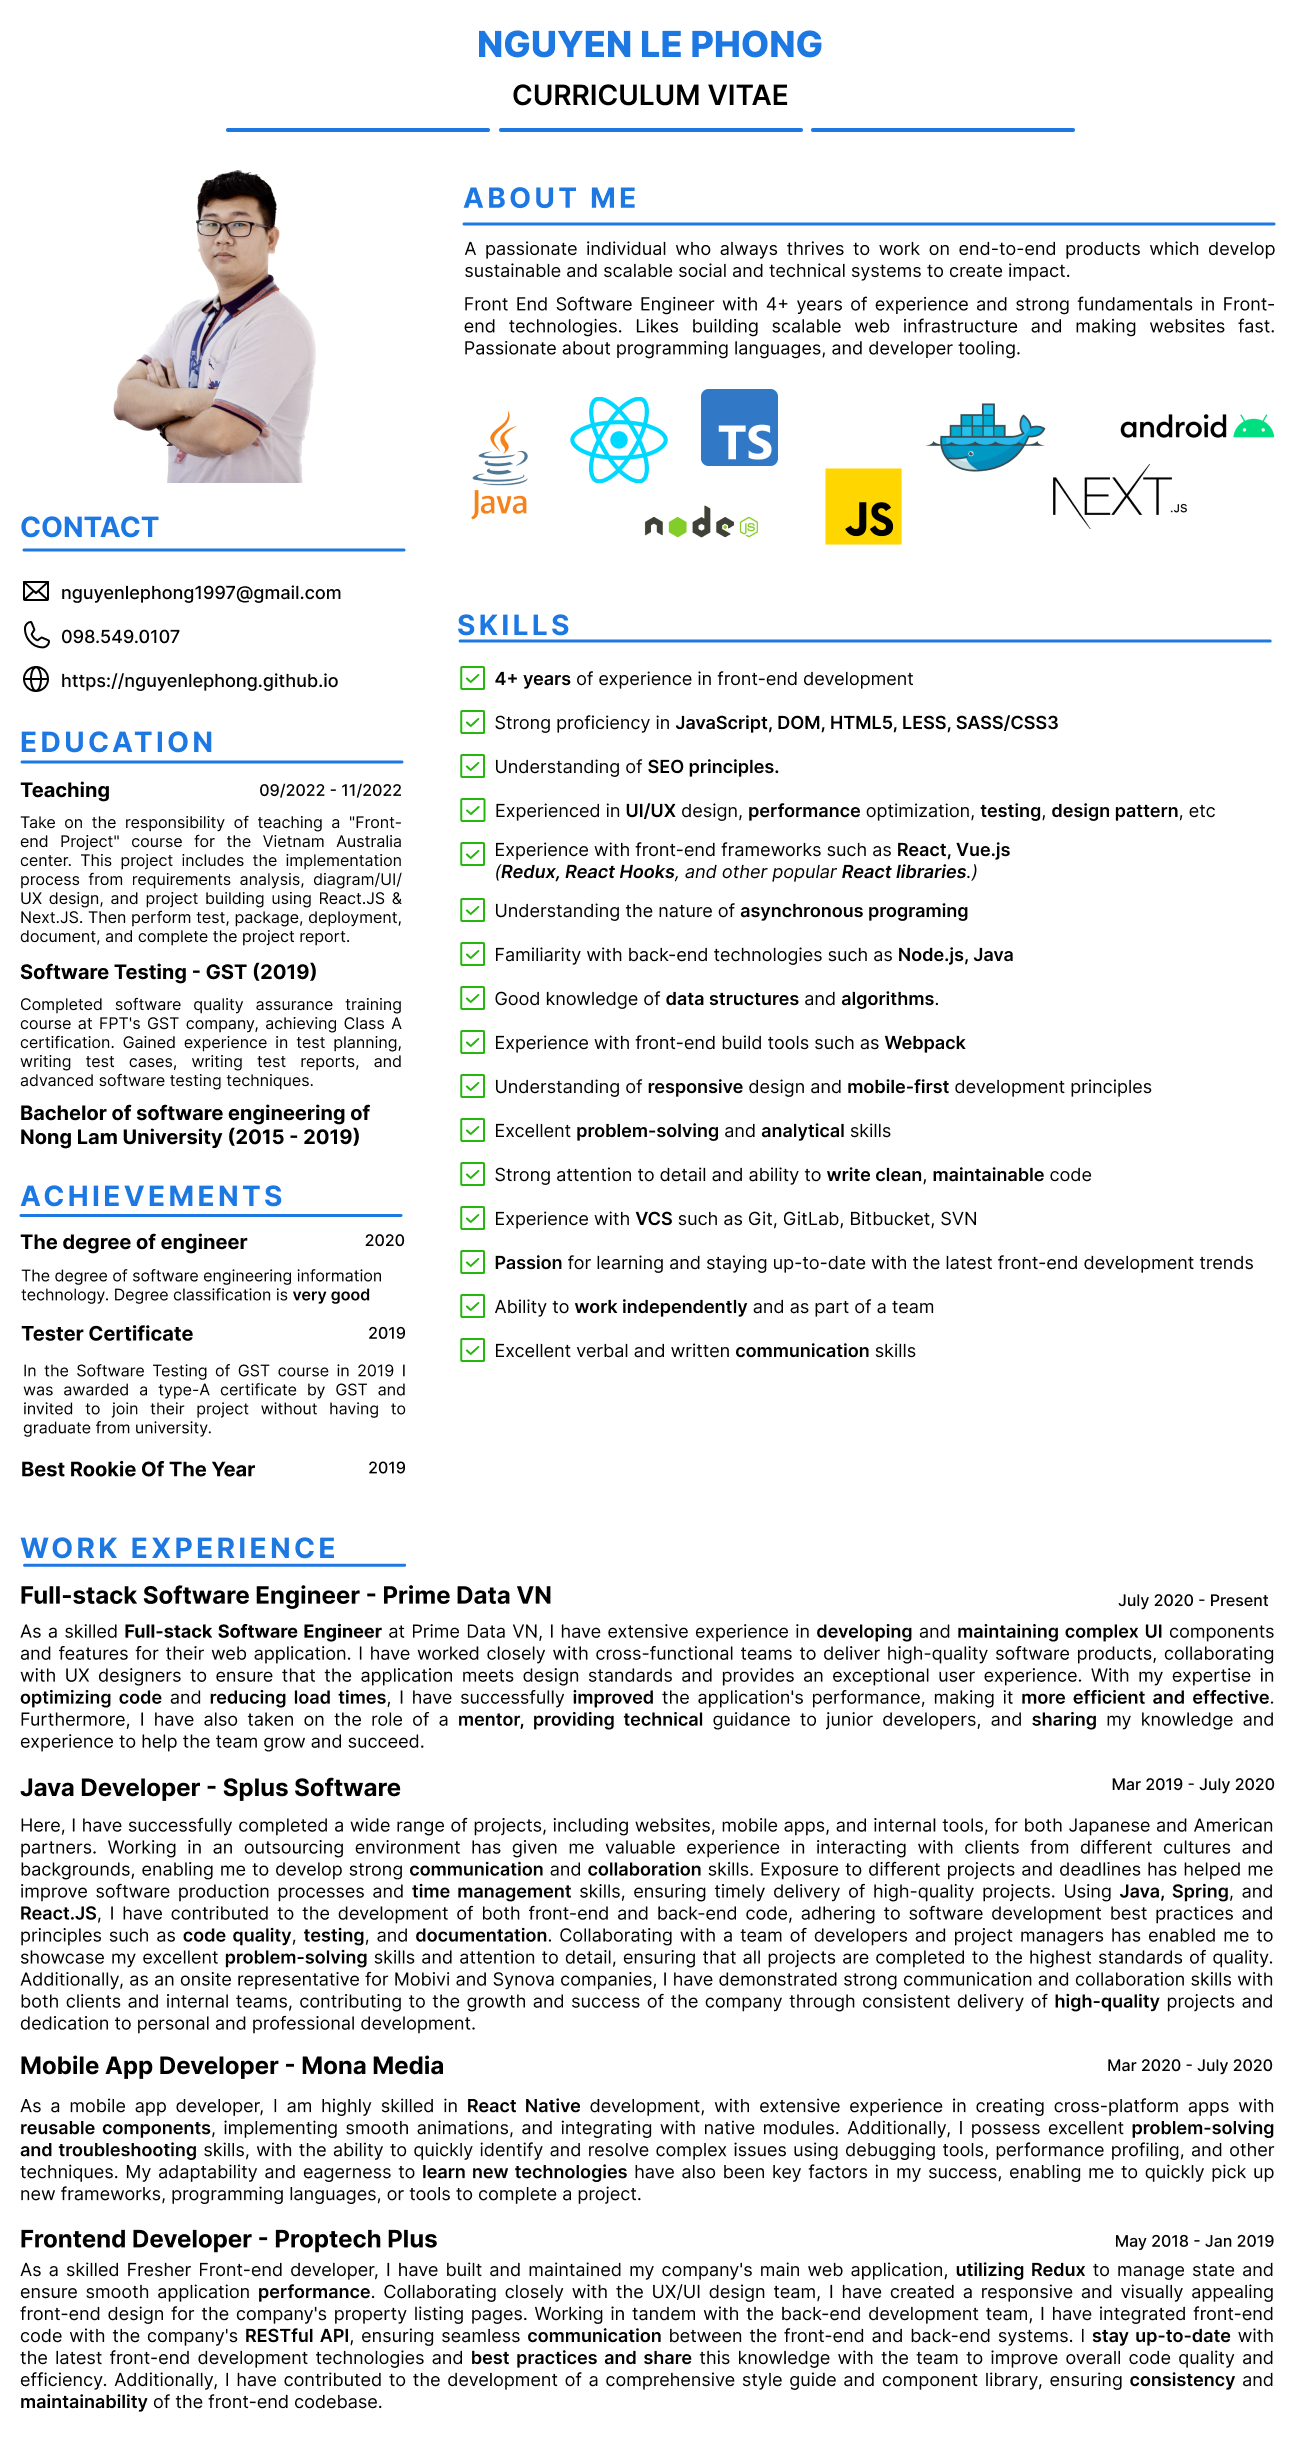 NGUYEN LE PHONG
CURRICULUM VITAE
ABOUT ME
A passionate individual who always thrives to work on end-to-end products which develop
sustainable and scalable social and technical systems to create impact.
Front End Software Engineer with 4+ years of experience and strong fundamentals in Front-
end technologies. Likes building scalable web infrastructure and making websites fast.
Passionate about programming languages, and developer tooling.
Java
TS
node JS
JS
android
NEXT.JS
CONTACT
nguyenlephong1997@gmail.com
098.549.0107
https://nguyenlephong.github.io
EDUCATION
Teaching 09/2022 - 11/2022
Take on the responsibility of teaching a "Front-
end Project" course for the Vietnam Australia
center. This project includes the implementation
process from requirements analysis, diagram/UI/
UX design, and project building using React.JS &
Next.JS. Then perform test, package, deployment,
document, and complete the project report.
Software Testing - GST (2019)
Completed software quality assurance training
course at FPT's GST company, achieving Class A
certification. Gained experience in test planning,
writing test cases, writing test reports, and
advanced software testing techniques.
Bachelor of software engineering of
Nong Lam University (2015 - 2019)
ACHIEVEMENTS
The degree of engineer 2020
The degree of software engineering information
technology. Degree classification is very good
Tester Certificate 2019
In the Software Testing of GST course in 2019 I
was awarded a type-A certificate by GST and
invited to join their project without having to
graduate from university.
Best Rookie Of The Year 2019
SKILLS
4+ years of experience in front-end development
Strong proficiency in JavaScript, DOM, HTML5, LESS, SASS/CSS3
Understanding of SEO principles.
Experienced in UI/UX design, performance optimization, testing, design pattern, etc
Experience with front-end frameworks such as React, Vue.js
(Redux, React Hooks, and other popular React libraries.)
Understanding the nature of asynchronous programing
Familiarity with back-end technologies such as Node.js, Java
Good knowledge of data structures and algorithms.
Experience with front-end build tools such as Webpack
Understanding of responsive design and mobile-first development principles
Excellent problem-solving and analytical skills
Strong attention to detail and ability to write clean, maintainable code
Experience with VCS such as Git, GitLab, Bitbucket, SVN
Passion for learning and staying up-to-date with the latest front-end development trends
Ability to work independently and as part of a team
Excellent verbal and written communication skills
WORK EXPERIENCE
Full-stack Software Engineer - Prime Data VN July 2020 - Present
As a skilled Full-stack Software Engineer at Prime Data VN, I have extensive experience in developing and maintaining complex UI components
and features for their web application. I have worked closely with cross-functional teams to deliver high-quality software products, collaborating
with UX designers to ensure that the application meets design standards and provides an exceptional user experience. With my expertise in
optimizing code and reducing load times, I have successfully improved the application's performance, making it more efficient and effective.
Furthermore, I have also taken on the role of a mentor, providing technical guidance to junior developers, and sharing my knowledge and
experience to help the team grow and succeed.
Java Developer - Splus Software Mar 2019 - July 2020
Here, I have successfully completed a wide range of projects, including websites, mobile apps, and internal tools, for both Japanese and American
partners. Working in an outsourcing environment has given me valuable experience in interacting with clients from different cultures and
backgrounds, enabling me to develop strong communication and collaboration skills. Exposure to different projects and deadlines has helped me
improve software production processes and time management skills, ensuring timely delivery of high-quality projects. Using Java, Spring, and
React.JS, I have contributed to the development of both front-end and back-end code, adhering to software development best practices and
principles such as code quality, testing, and documentation. Collaborating with a team of developers and project managers has enabled me to
showcase my excellent problem-solving skills and attention to detail, ensuring that all projects are completed to the highest standards of quality.
Additionally, as an onsite representative for Mobivi and Synova companies, I have demonstrated strong communication and collaboration skills with
both clients and internal teams, contributing to the growth and success of the company through consistent delivery of high-quality projects and
dedication to personal and professional development.
Mobile App Developer - Mona Media Mar 2020 - July 2020
As a mobile app developer, I am highly skilled in React Native development, with extensive experience in creating cross-platform apps with
reusable components, implementing smooth animations, and integrating with native modules. Additionally, I possess excellent problem-solving
and troubleshooting skills, with the ability to quickly identify and resolve complex issues using debugging tools, performance profiling, and other
techniques. My adaptability and eagerness to learn new technologies have also been key factors in my success, enabling me to quickly pick up
new frameworks, programming languages, or tools to complete a project.
Frontend Developer - Proptech Plus May 2018 - Jan 2019
As a skilled Fresher Front-end developer, I have built and maintained my company's main web application, utilizing Redux to manage state and
ensure smooth application performance. Collaborating closely with the UX/UI design team, I have created a responsive and visually appealing
front-end design for the company's property listing pages. Working in tandem with the back-end development team, I have integrated front-end
code with the company's RESTful API, ensuring seamless communication between the front-end and back-end systems. I stay up-to-date with
the latest front-end development technologies and best practices and share this knowledge with the team to improve overall code quality and
efficiency. Additionally, I have contributed to the development of a comprehensive style guide and component library, ensuring consistency and
maintainability of the front-end codebase.